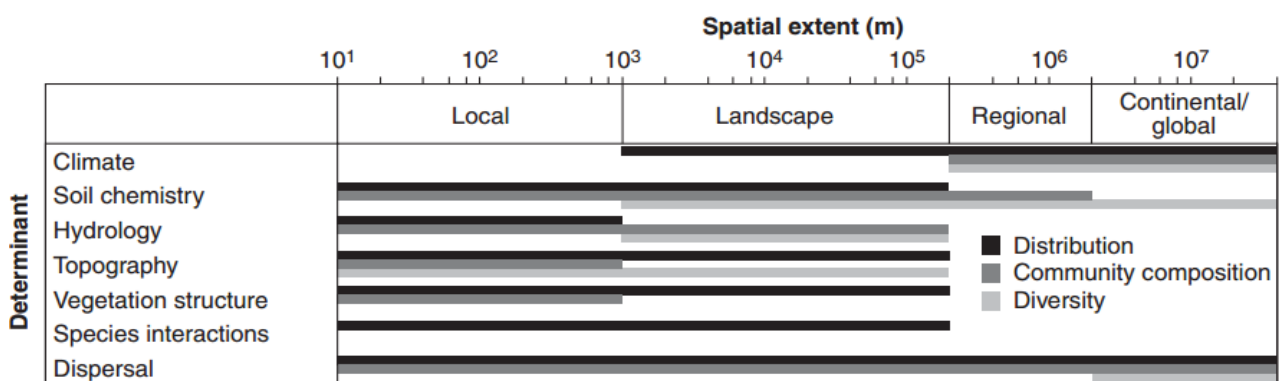 Spatial extent (m)
10¹ 10² 10³ 10⁴ 10⁵ 10⁶ 10⁷
Local Landscape Regional Continental/
global
Determinant
Climate
Soil chemistry
Hydrology
Topography
Vegetation structure
Species interactions
Dispersal
Distribution
Community composition
Diversity